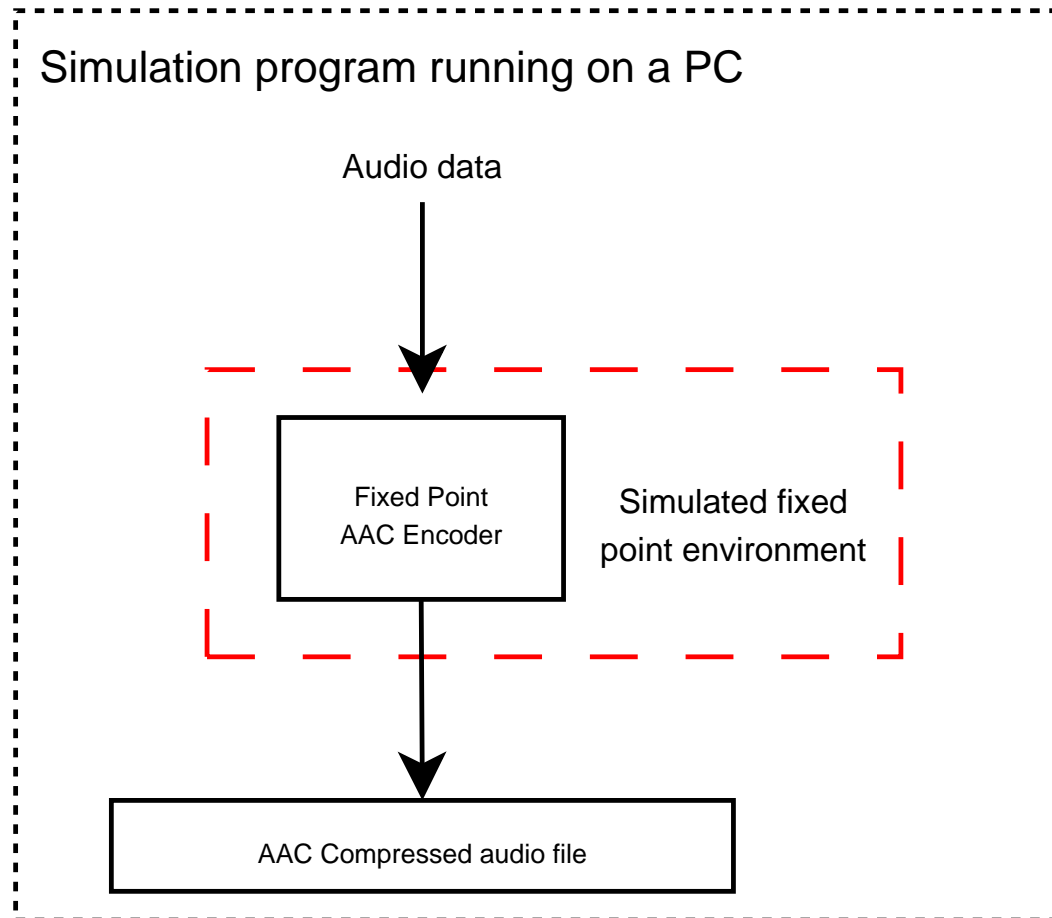 Simulation program running on a PC
Audio data
Fixed Point
AAC Encoder
Simulated fixed
point environment
AAC Compressed audio file